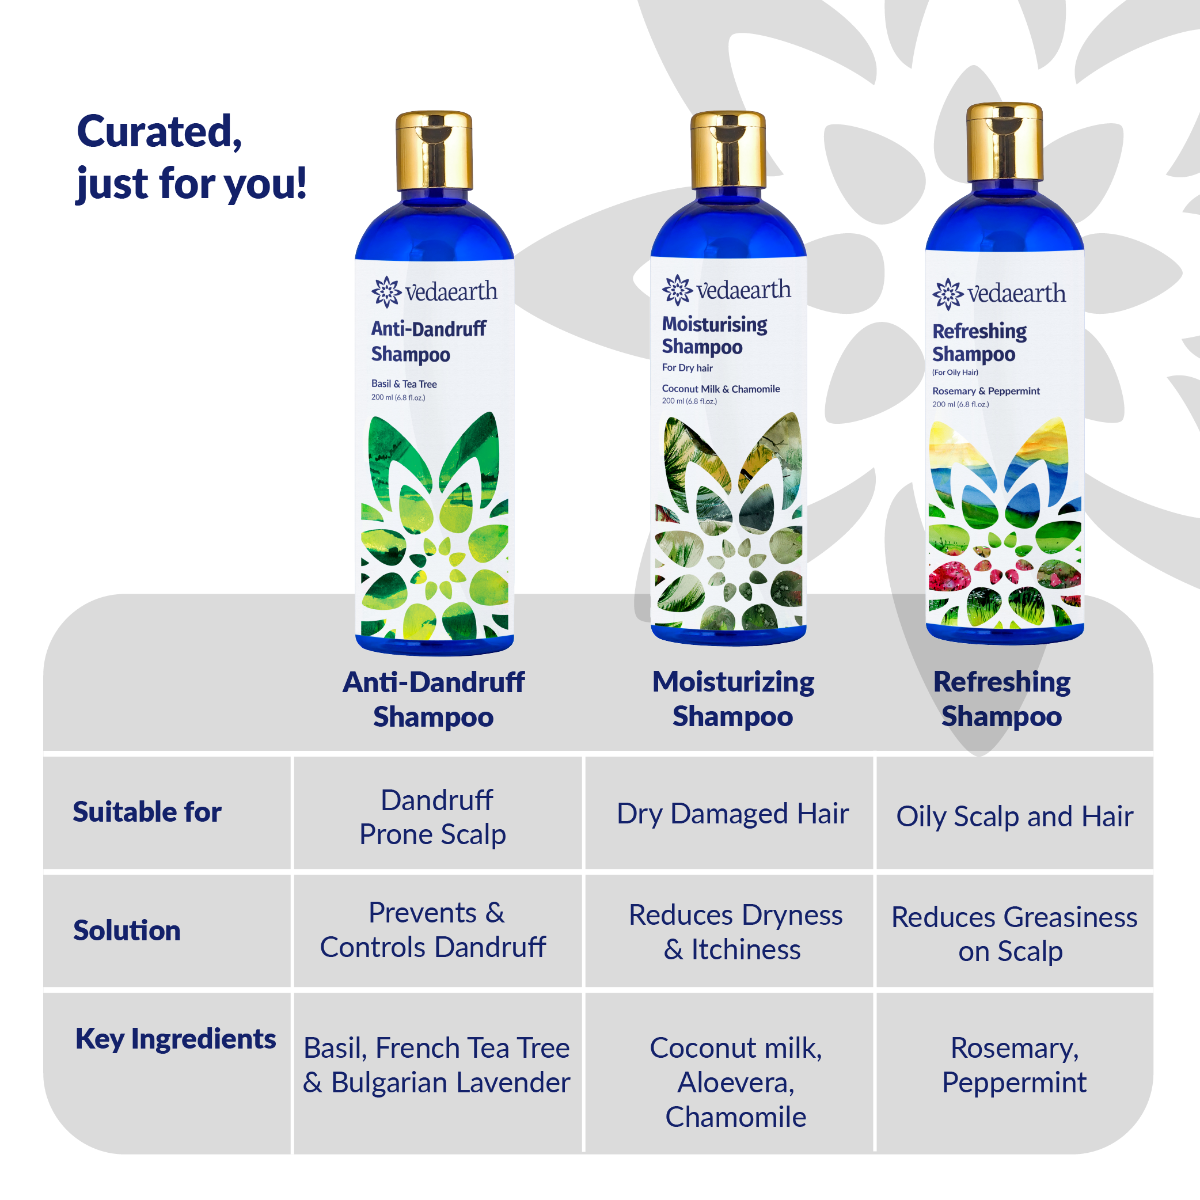 Curated,
just for you!
vedaearth
Anti-Dandruff
Shampoo
Basil & Tea Tree
200 ml (6.8 fl.oz.)
vedaearth
Moisturising
Shampoo
For Dry hair
Coconut Milk & Chamomile
200 ml (6.8 fl.oz.)
vedaearth
Refreshing
Shampoo
(For Oily Hair)
Rosemary & Peppermint
200 ml (6.8 fl.oz.)
Anti-Dandruff
Shampoo
Moisturizing
Shampoo
Refreshing
Shampoo
Suitable for
Dandruff
Prone Scalp
Dry Damaged Hair
Oily Scalp and Hair
Solution
Prevents &
Controls Dandruff
Reduces Dryness
& Itchiness
Reduces Greasiness
on Scalp
Key Ingredients
Basil, French Tea Tree
& Bulgarian Lavender
Coconut milk,
Aloevera,
Chamomile
Rosemary,
Peppermint